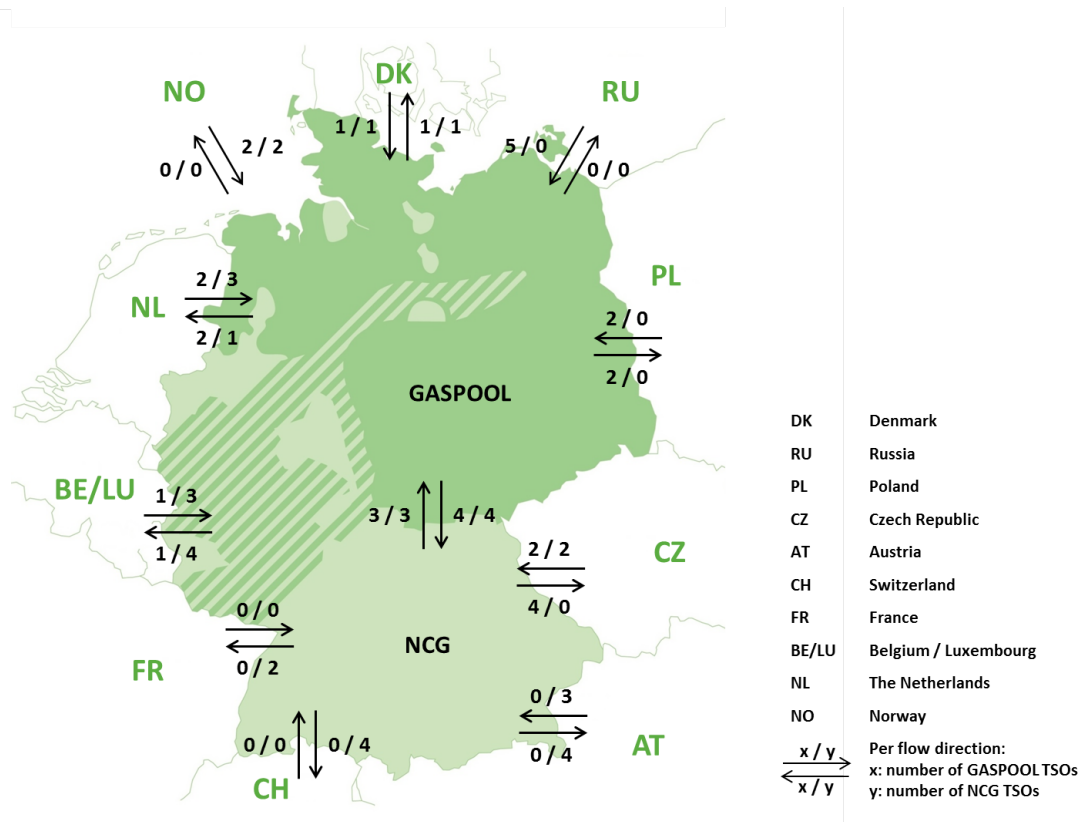 DK
NO
RU
1 / 1
1 / 1
2 / 2
0 / 0
5 / 0
0 / 0
PL
NL
2 / 3
2 / 1
2 / 0
2 / 0
GASPOOL
BE/LU
1 / 3
1 / 4
3 / 3
4 / 4
CZ
2 / 2
4 / 0
0 / 0
0 / 2
NCG
FR
0 / 3
0 / 4
AT
0 / 0
0 / 4
CH
DK Denmark
RU Russia
PL Poland
CZ Czech Republic
AT Austria
CH Switzerland
FR France
BE/LU Belgium / Luxembourg
NL The Netherlands
NO Norway
x / y
x / y
Per flow direction:
x: number of GASPOOL TSOs
y: number of NCG TSOs